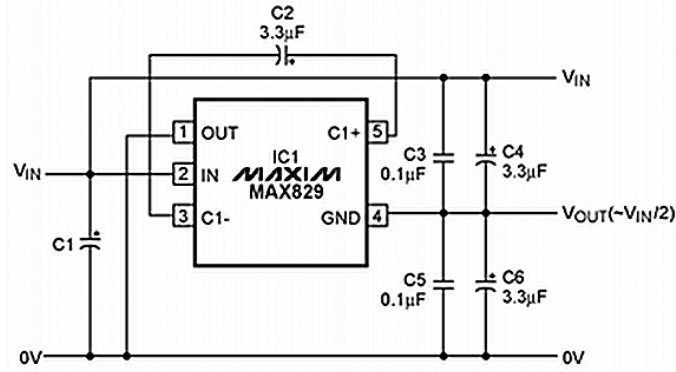 C2
3.3μF
VIN
1 OUT
C1+ 5
IC1
MAXIM
MAX829
VIN
2 IN
3 C1-
GND 4
C3
0.1μF
C4
3.3μF
VOUT(~VIN/2)
C1
C5
0.1μF
C6
3.3μF
0V
0V